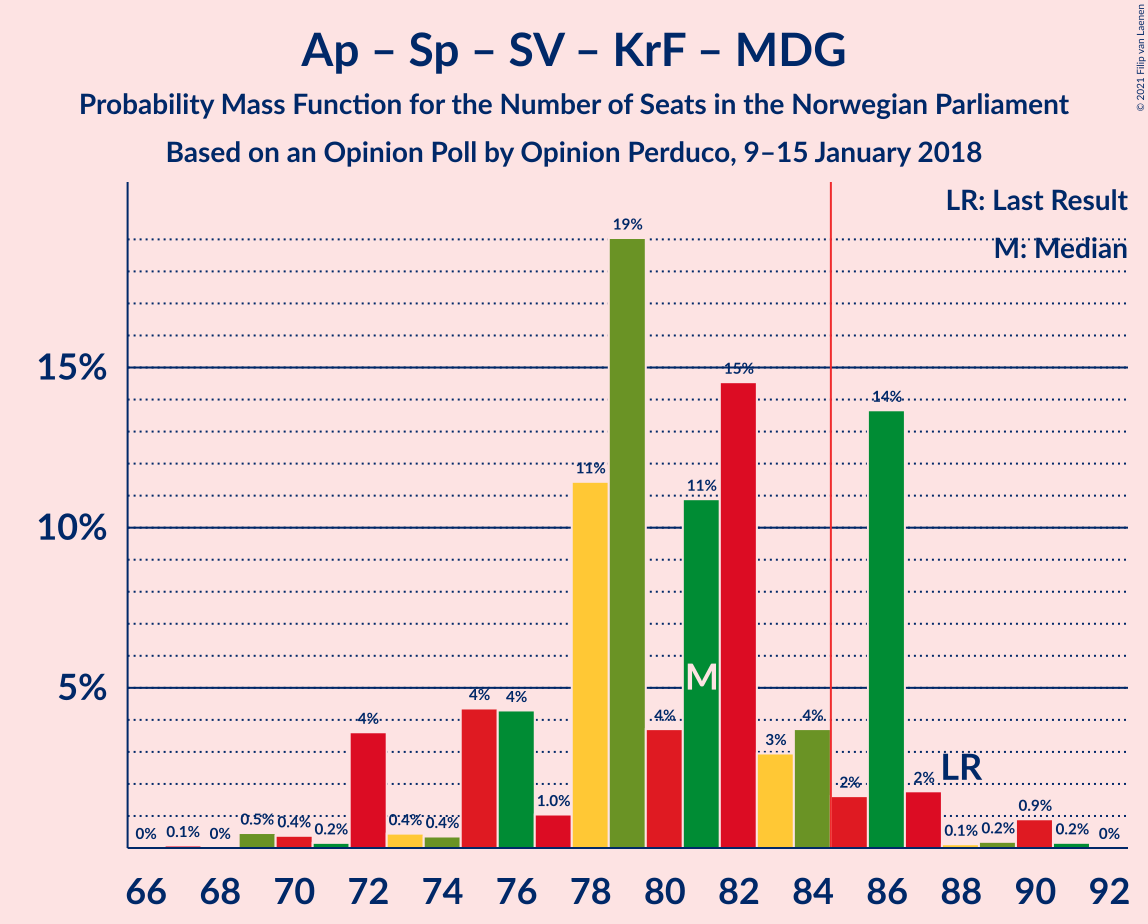 Ap – Sp – SV – KrF – MDG
Probability Mass Function for the Number of Seats in the Norwegian Parliament
Based on an Opinion Poll by Opinion Perduco, 9–15 January 2018
© 2021 Filip van Laenen
LR: Last Result
M: Median
15%
10%
5%
0% 0.1% 0% 0.5% 0.4% 0.2% 4% 0.4% 0.4% 4% 4% 1.0% 11% 19% 4% 11% 15% 3% 4% 2% 14% 2% 0.1% 0.2% 0.9% 0.2% 0%
M
LR
66 68 70 72 74 76 78 80 82 84 86 88 90 92